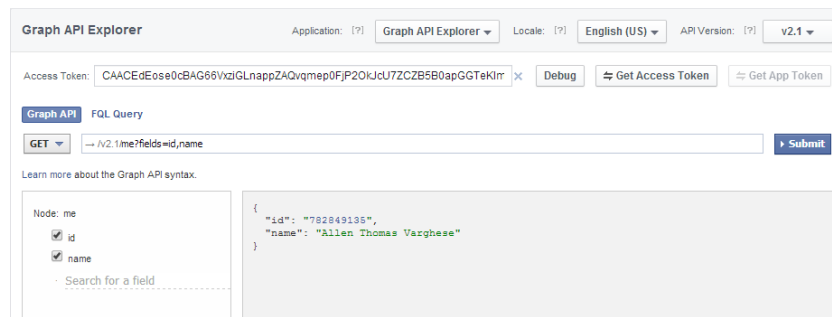 Graph API Explorer Application: [?] Graph API Explorer Locale: [?] English (US) API Version: [?] v2.1
Access Token: CAACEdEose0cBAG66VxziGLnappZAQvqmep0FjP2OkJcU7ZCZB5B0apGGTeKIm × Debug Get Access Token Get App Token
Graph API FQL Query
GET → /v2.1/me?fields=id,name Submit
Learn more about the Graph API syntax.
Node: me
id
name
Search for a field
{
"id": "782849135",
"name": "Allen Thomas Varghese"
}